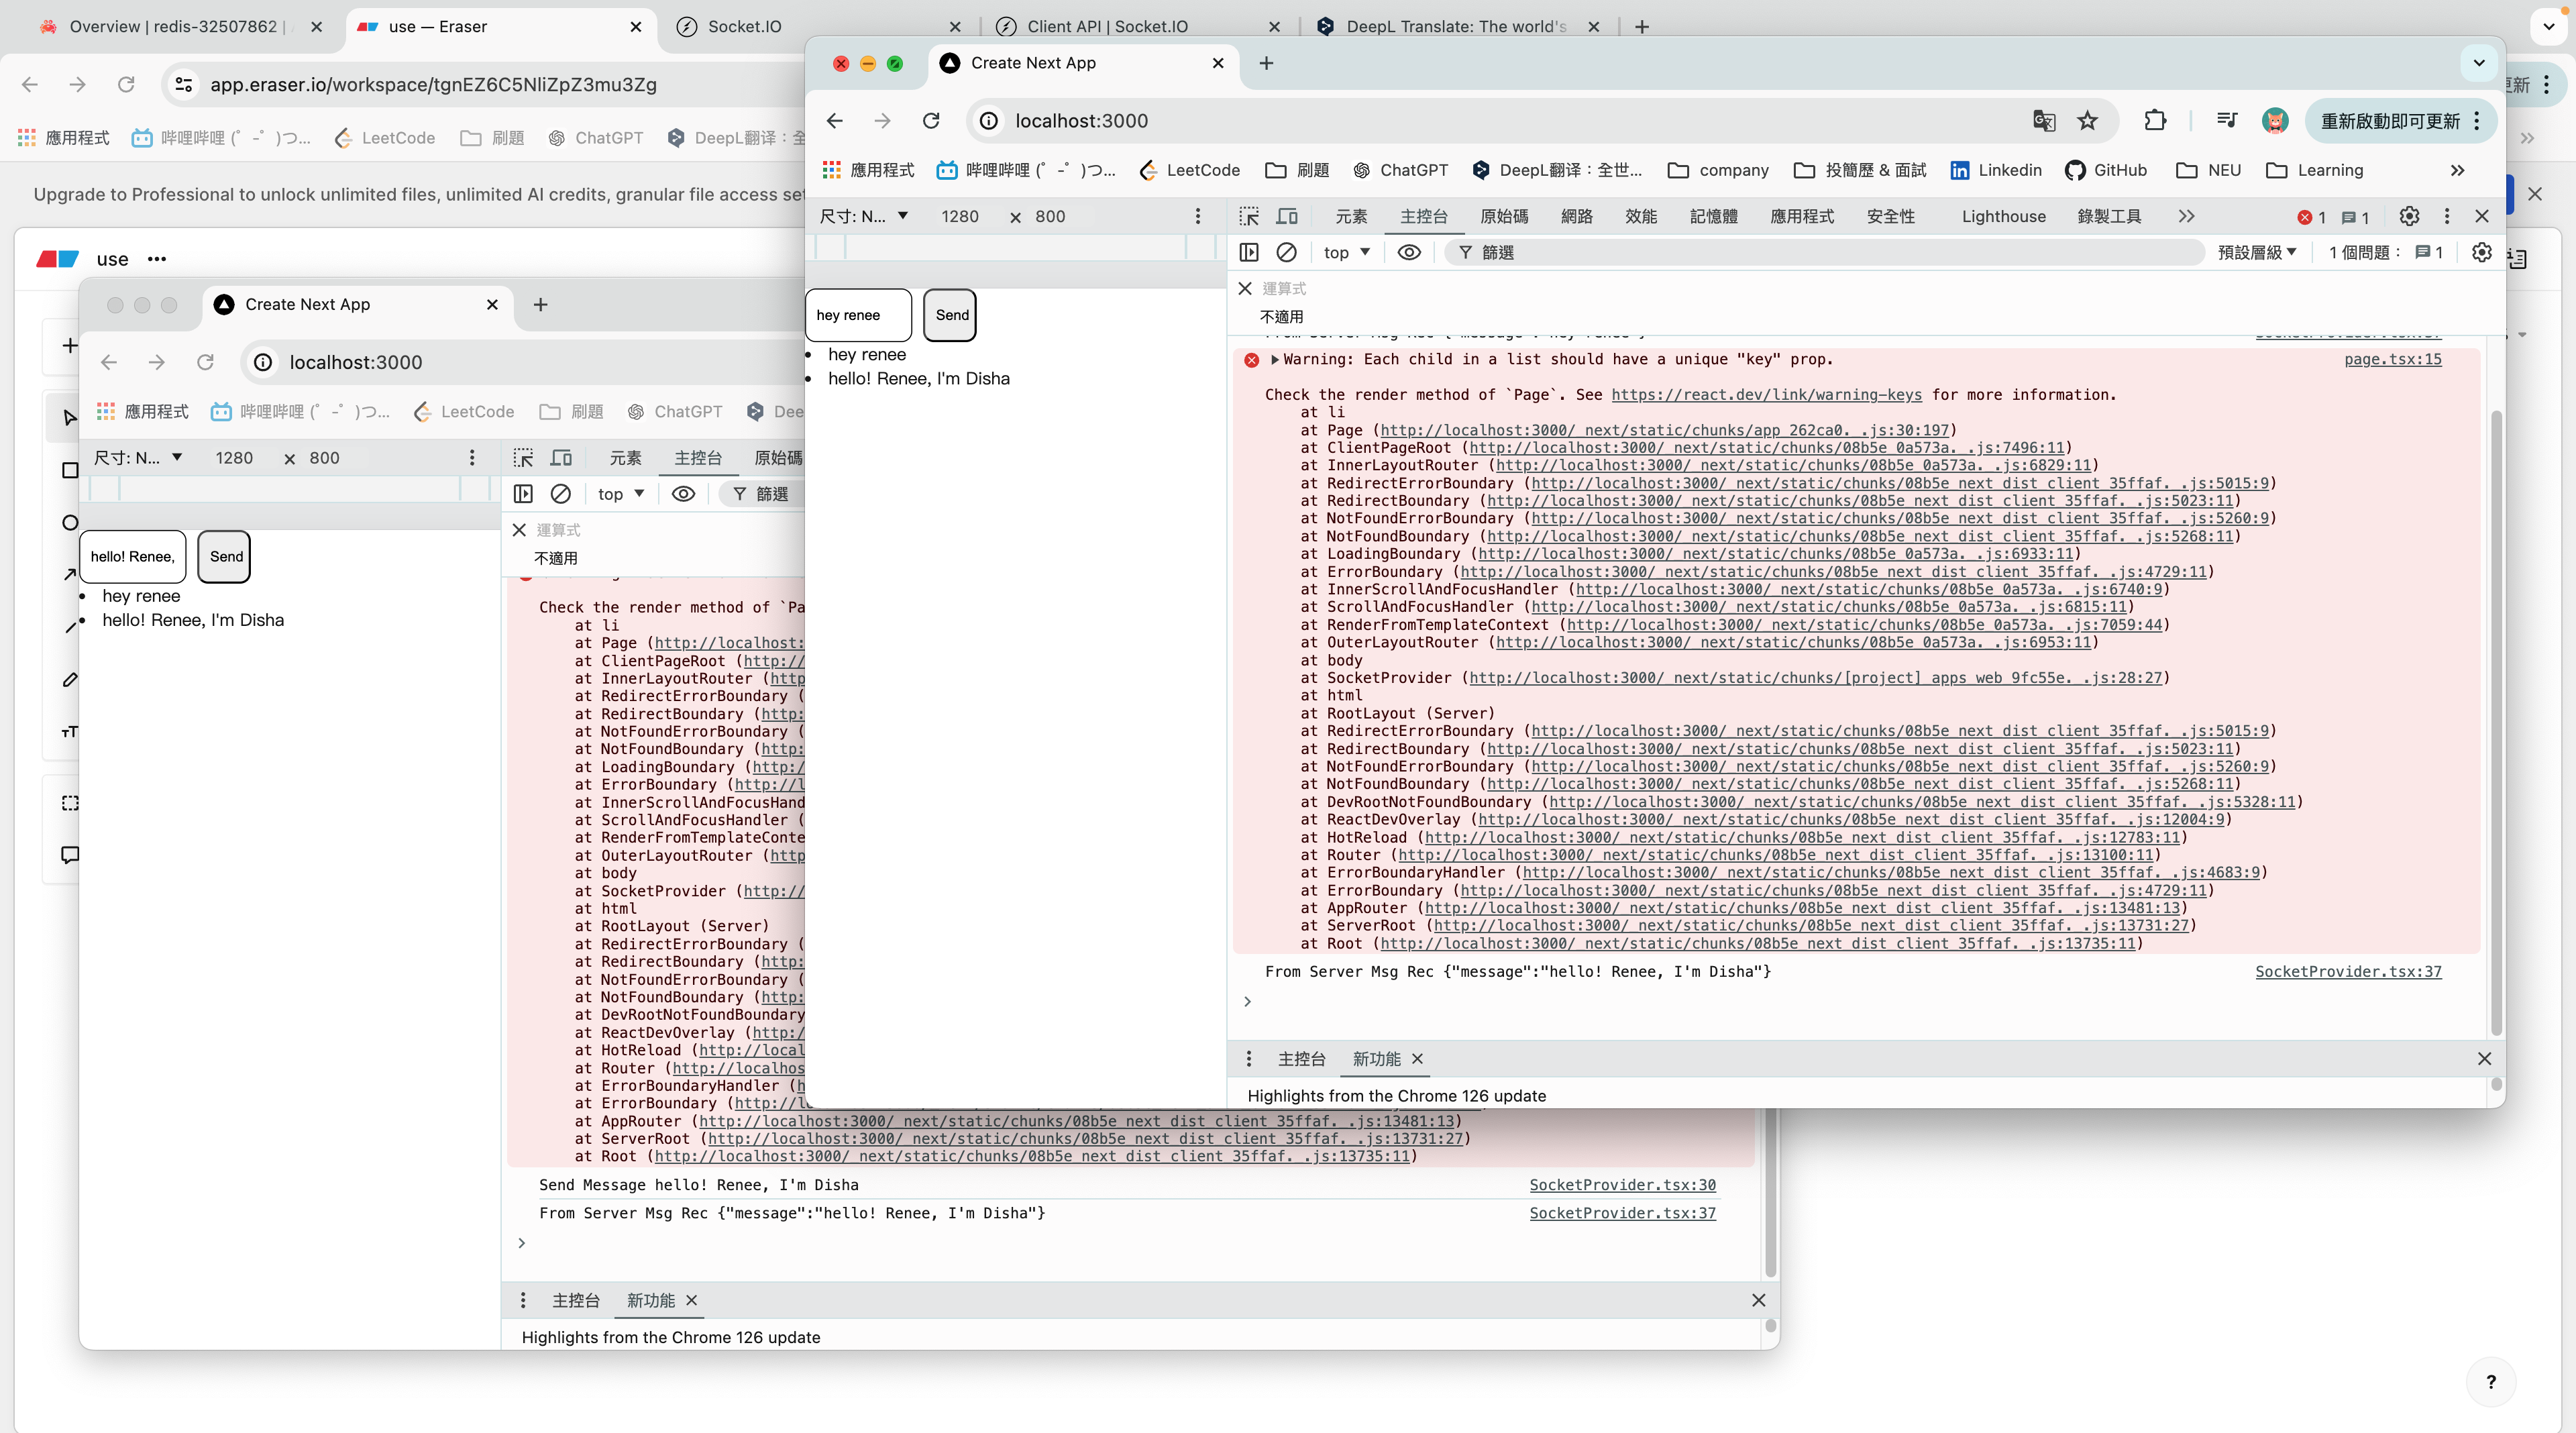 Overview | redis-32507862 |
use — Eraser
Socket.IO
Client API | Socket.IO
DeepL Translate: The world's
app.eraser.io/workspace/tgnEZ6C5NliZpZ3mu3Zg
更新
應用程式
哔哩哔哩 (゜-゜)つ...
LeetCode
刷題
ChatGPT
DeepL翻译：全
Upgrade to Professional to unlock unlimited files, unlimited AI credits, granular file access set
use
Create Next App
localhost:3000
重新啟動即可更新
應用程式
哔哩哔哩 (゜-゜)つ...
LeetCode
刷題
ChatGPT
DeepL翻译：全世...
company
投簡歷 & 面試
Linkedin
GitHub
NEU
Learning
尺寸: N...
1280 × 800
元素
主控台
原始碼
網路
效能
記憶體
應用程式
安全性
Lighthouse
錄製工具
1
1
top
篩選
預設層級
1 個問題：
1
運算式
不適用
hey renee
Send
hey renee
hello! Renee, I'm Disha
Warning: Each child in a list should have a unique "key" prop.
page.tsx:15
Check the render method of `Page`. See https://react.dev/link/warning-keys for more information.
at li
at Page (http://localhost:3000/_next/static/chunks/app_262ca0._.js:30:197)
at ClientPageRoot (http://localhost:3000/_next/static/chunks/08b5e_0a573a._.js:7496:11)
at InnerLayoutRouter (http://localhost:3000/_next/static/chunks/08b5e_0a573a._.js:6829:11)
at RedirectErrorBoundary (http://localhost:3000/_next/static/chunks/08b5e_next_dist_client_35ffaf._.js:5015:9)
at RedirectBoundary (http://localhost:3000/_next/static/chunks/08b5e_next_dist_client_35ffaf._.js:5023:11)
at NotFoundErrorBoundary (http://localhost:3000/_next/static/chunks/08b5e_next_dist_client_35ffaf._.js:5260:9)
at NotFoundBoundary (http://localhost:3000/_next/static/chunks/08b5e_next_dist_client_35ffaf._.js:5268:11)
at LoadingBoundary (http://localhost:3000/_next/static/chunks/08b5e_0a573a._.js:6933:11)
at ErrorBoundary (http://localhost:3000/_next/static/chunks/08b5e_next_dist_client_35ffaf._.js:4729:11)
at InnerScrollAndFocusHandler (http://localhost:3000/_next/static/chunks/08b5e_0a573a._.js:6740:9)
at ScrollAndFocusHandler (http://localhost:3000/_next/static/chunks/08b5e_0a573a._.js:6815:11)
at RenderFromTemplateContext (http://localhost:3000/_next/static/chunks/08b5e_0a573a._.js:7059:44)
at OuterLayoutRouter (http://localhost:3000/_next/static/chunks/08b5e_0a573a._.js:6953:11)
at body
at SocketProvider (http://localhost:3000/_next/static/chunks/[project]_apps_web_9fc55e._.js:28:27)
at html
at RootLayout (Server)
at RedirectErrorBoundary (http://localhost:3000/_next/static/chunks/08b5e_next_dist_client_35ffaf._.js:5015:9)
at RedirectBoundary (http://localhost:3000/_next/static/chunks/08b5e_next_dist_client_35ffaf._.js:5023:11)
at NotFoundErrorBoundary (http://localhost:3000/_next/static/chunks/08b5e_next_dist_client_35ffaf._.js:5260:9)
at NotFoundBoundary (http://localhost:3000/_next/static/chunks/08b5e_next_dist_client_35ffaf._.js:5268:11)
at DevRootNotFoundBoundary (http://localhost:3000/_next/static/chunks/08b5e_next_dist_client_35ffaf._.js:5328:11)
at ReactDevOverlay (http://localhost:3000/_next/static/chunks/08b5e_next_dist_client_35ffaf._.js:12004:9)
at HotReload (http://localhost:3000/_next/static/chunks/08b5e_next_dist_client_35ffaf._.js:12783:11)
at Router (http://localhost:3000/_next/static/chunks/08b5e_next_dist_client_35ffaf._.js:13100:11)
at ErrorBoundaryHandler (http://localhost:3000/_next/static/chunks/08b5e_next_dist_client_35ffaf._.js:4683:9)
at ErrorBoundary (http://localhost:3000/_next/static/chunks/08b5e_next_dist_client_35ffaf._.js:4729:11)
at AppRouter (http://localhost:3000/_next/static/chunks/08b5e_next_dist_client_35ffaf._.js:13481:13)
at ServerRoot (http://localhost:3000/_next/static/chunks/08b5e_next_dist_client_35ffaf._.js:13731:27)
at Root (http://localhost:3000/_next/static/chunks/08b5e_next_dist_client_35ffaf._.js:13735:11)
From Server Msg Rec {"message":"hello! Renee, I'm Disha"}
SocketProvider.tsx:37
主控台
新功能
Highlights from the Chrome 126 update
Create Next App
localhost:3000
應用程式
哔哩哔哩 (゜-゜)つ...
LeetCode
刷題
ChatGPT
Dee
尺寸: N...
1280 × 800
元素
主控台
原始碼
top
篩選
運算式
不適用
hello! Renee,
Send
hey renee
hello! Renee, I'm Disha
Check the render method of `Pa
at li
at Page (http://localhost:
at ClientPageRoot (http://
at InnerLayoutRouter (http
at RedirectErrorBoundary (
at RedirectBoundary (http:
at NotFoundErrorBoundary (
at NotFoundBoundary (http:
at LoadingBoundary (http:/
at ErrorBoundary (http://l
at InnerScrollAndFocusHand
at ScrollAndFocusHandler (
at RenderFromTemplateConte
at OuterLayoutRouter (http
at body
at SocketProvider (http://
at html
at RootLayout (Server)
at RedirectErrorBoundary (
at RedirectBoundary (http:
at NotFoundErrorBoundary (
at NotFoundBoundary (http:
at DevRootNotFoundBoundary
at ReactDevOverlay (http:/
at HotReload (http://local
at Router (http://localhos
at ErrorBoundaryHandler (h
at ErrorBoundary (http://l
at AppRouter (http://localhost:3000/_next/static/chunks/08b5e_next_dist_client_35ffaf._.js:13481:13)
at ServerRoot (http://localhost:3000/_next/static/chunks/08b5e_next_dist_client_35ffaf._.js:13731:27)
at Root (http://localhost:3000/_next/static/chunks/08b5e_next_dist_client_35ffaf._.js:13735:11)
Send Message hello! Renee, I'm Disha
SocketProvider.tsx:30
From Server Msg Rec {"message":"hello! Renee, I'm Disha"}
SocketProvider.tsx:37
主控台
新功能
Highlights from the Chrome 126 update
?